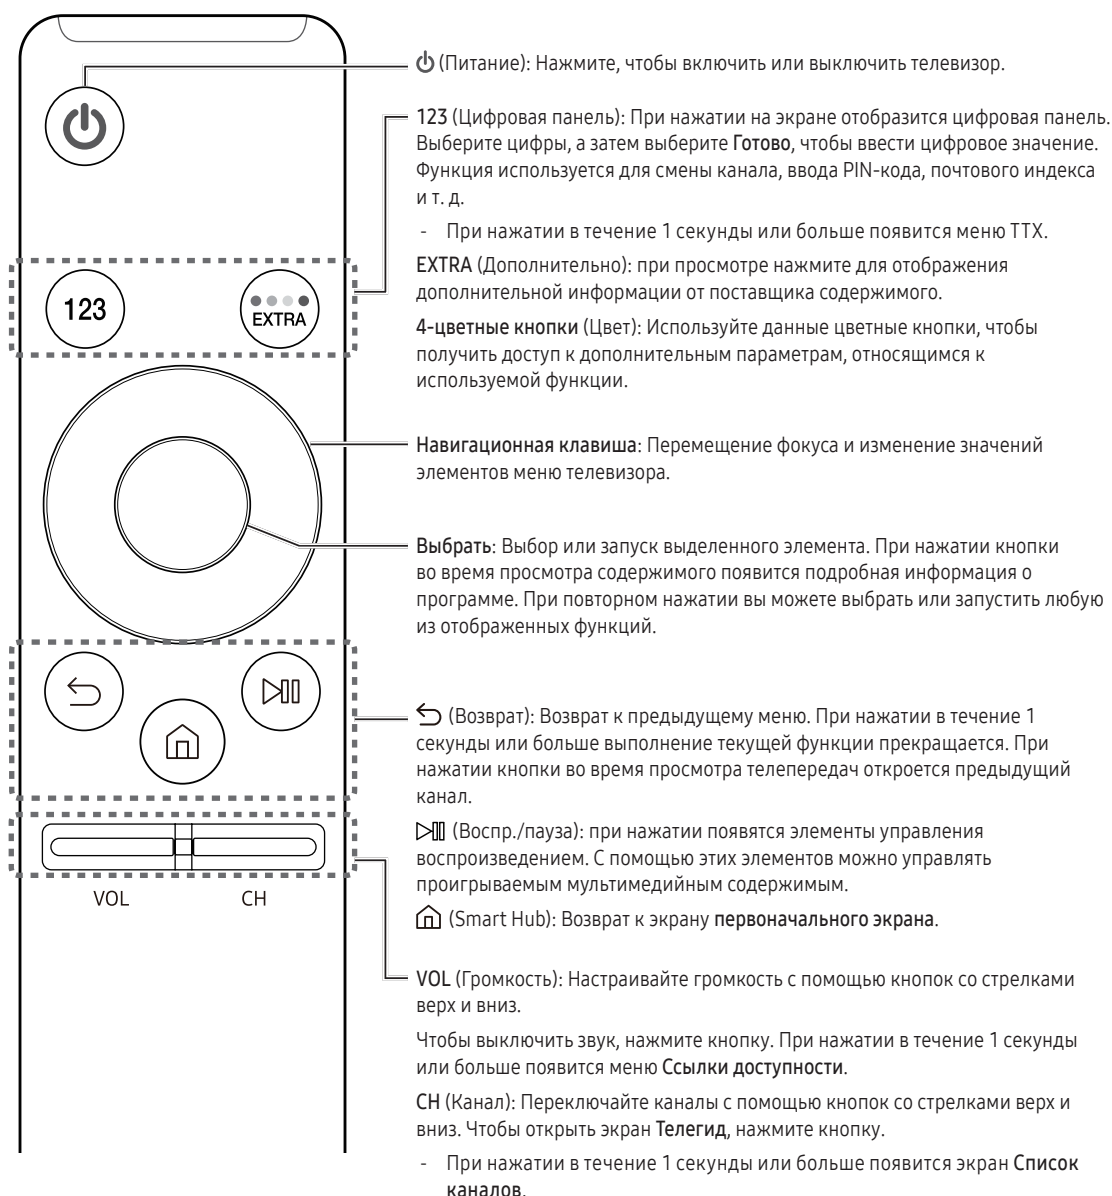 (Питание): Нажмите, чтобы включить или выключить телевизор.
123 (Цифровая панель): При нажатии на экране отобразится цифровая панель.
Выберите цифры, а затем выберите Готово, чтобы ввести цифровое значение.
Функция используется для смены канала, ввода PIN-кода, почтового индекса
и т. д.
- При нажатии в течение 1 секунды или больше появится меню TTX.
EXTRA (Дополнительно): при просмотре нажмите для отображения
дополнительной информации от поставщика содержимого.
4-цветные кнопки (Цвет): Используйте данные цветные кнопки, чтобы
получить доступ к дополнительным параметрам, относящимся к
используемой функции.
123
EXTRA
Навигационная клавиша: Перемещение фокуса и изменение значений
элементов меню телевизора.
Выбрать: Выбор или запуск выделенного элемента. При нажатии кнопки
во время просмотра содержимого появится подробная информация о
программе. При повторном нажатии вы можете выбрать или запустить любую
из отображенных функций.
(Возврат): Возврат к предыдущему меню. При нажатии в течение 1
секунды или больше выполнение текущей функции прекращается. При
нажатии кнопки во время просмотра телепередач откроется предыдущий
канал.
(Воспр./пауза): при нажатии появятся элементы управления
воспроизведением. С помощью этих элементов можно управлять
проигрываемым мультимедийным содержимым.
(Smart Hub): Возврат к экрану первоначального экрана.
VOL
CH
VOL (Громкость): Настраивайте громкость с помощью кнопок со стрелками
верх и вниз.
Чтобы выключить звук, нажмите кнопку. При нажатии в течение 1 секунды
или больше появится меню Ссылки доступности.
CH (Канал): Переключайте каналы с помощью кнопок со стрелками верх и
вниз. Чтобы открыть экран Телегид, нажмите кнопку.
- При нажатии в течение 1 секунды или больше появится экран Список
каналов.